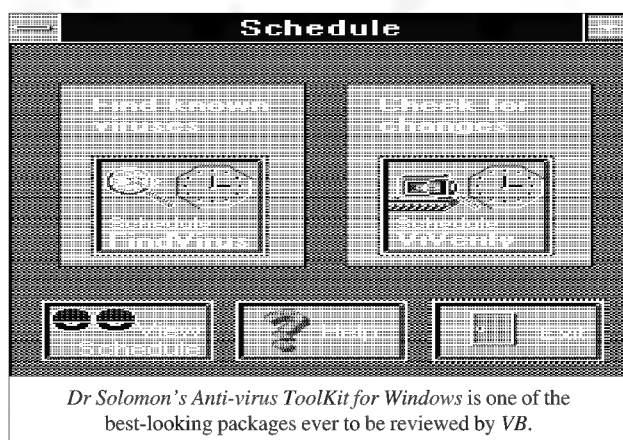 Schedule
Find known
viruses
Check for
changes
Schedule
FindVirus
Schedule
ViVerify
View
Schedule
Help
Exit
Dr Solomon's Anti-virus ToolKit for Windows is one of the
best-looking packages ever to be reviewed by VB.